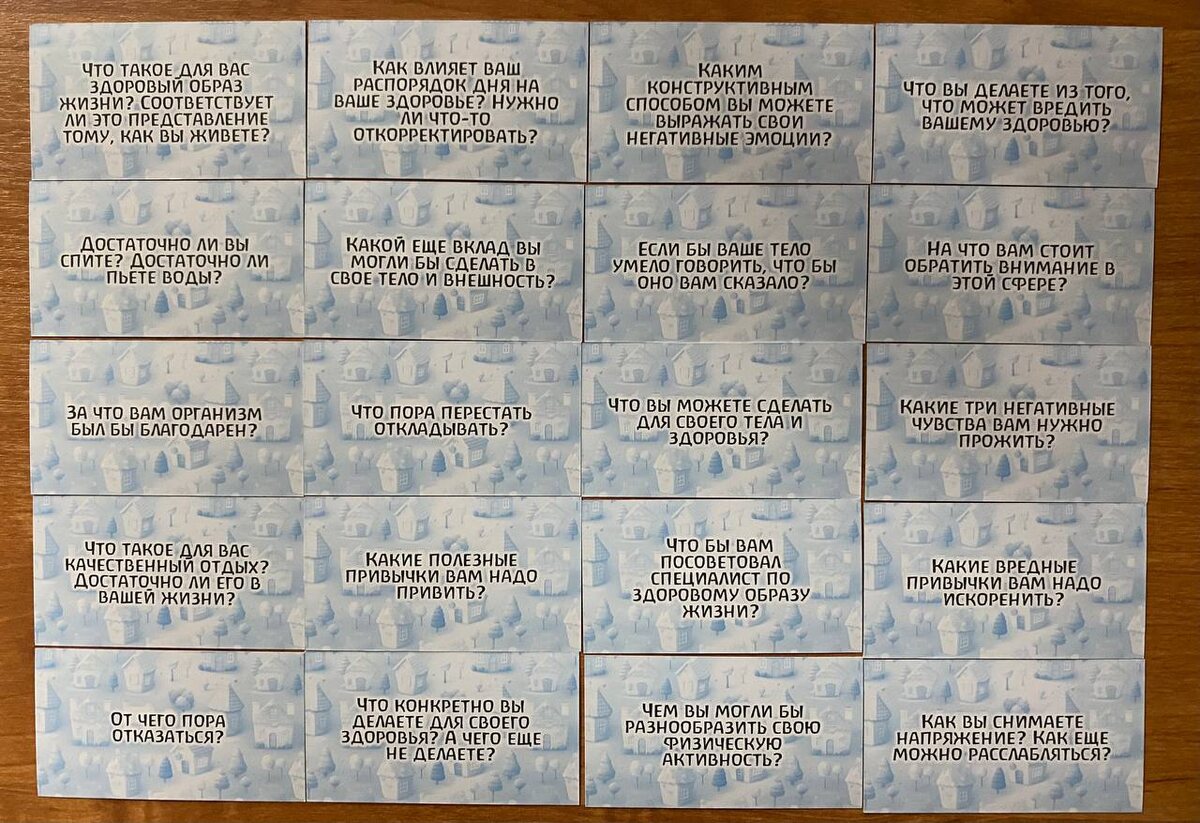 Что такое для вас
здоровый образ
жизни? Соответствует
ли это представление
тому, как вы живете?
Как влияет ваш
распорядок дня на
ваше здоровье? Нужно
ли что-то
откорректировать?
Каким
конструктивным
способом вы можете
выражать свои
негативные эмоции?
Что вы делаете из того,
что может вредить
вашему здоровью?
Достаточно ли вы
спите? Достаточно ли
пьете воды?
Какой еще вклад вы
могли бы сделать в
свое тело и внешность?
Если бы ваше тело
умело говорить, что бы
оно вам сказало?
На что вам стоит
обратить внимание в
этой сфере?
За что вам организм
был бы благодарен?
Что пора перестать
откладывать?
Что вы можете сделать
для своего тела и
здоровья?
Какие три негативные
чувства вам нужно
прожить?
Что такое для вас
качественный отдых?
Достаточно ли его в
вашей жизни?
Какие полезные
привычки вам надо
привить?
Что бы вам
посоветовал
специалист по
здоровому образу
жизни?
Какие вредные
привычки вам надо
искоренить?
От чего пора
отказаться?
Что конкретно вы
делаете для своего
здоровья? А чего еще
не делаете?
Чем вы могли бы
разнообразить свою
физическую
активность?
Как вы снимаете
напряжение? Как еще
можно расслабляться?